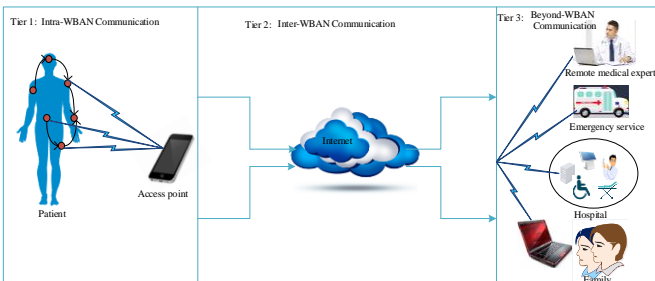 Tier 1: Intra-WBAN Communication
Tier 2: Inter-WBAN Communication
Tier 3: Beyond-WBAN
Communication
Remote medical expert
Emergency service
Internet
Access point
Patient
Hospital
Family